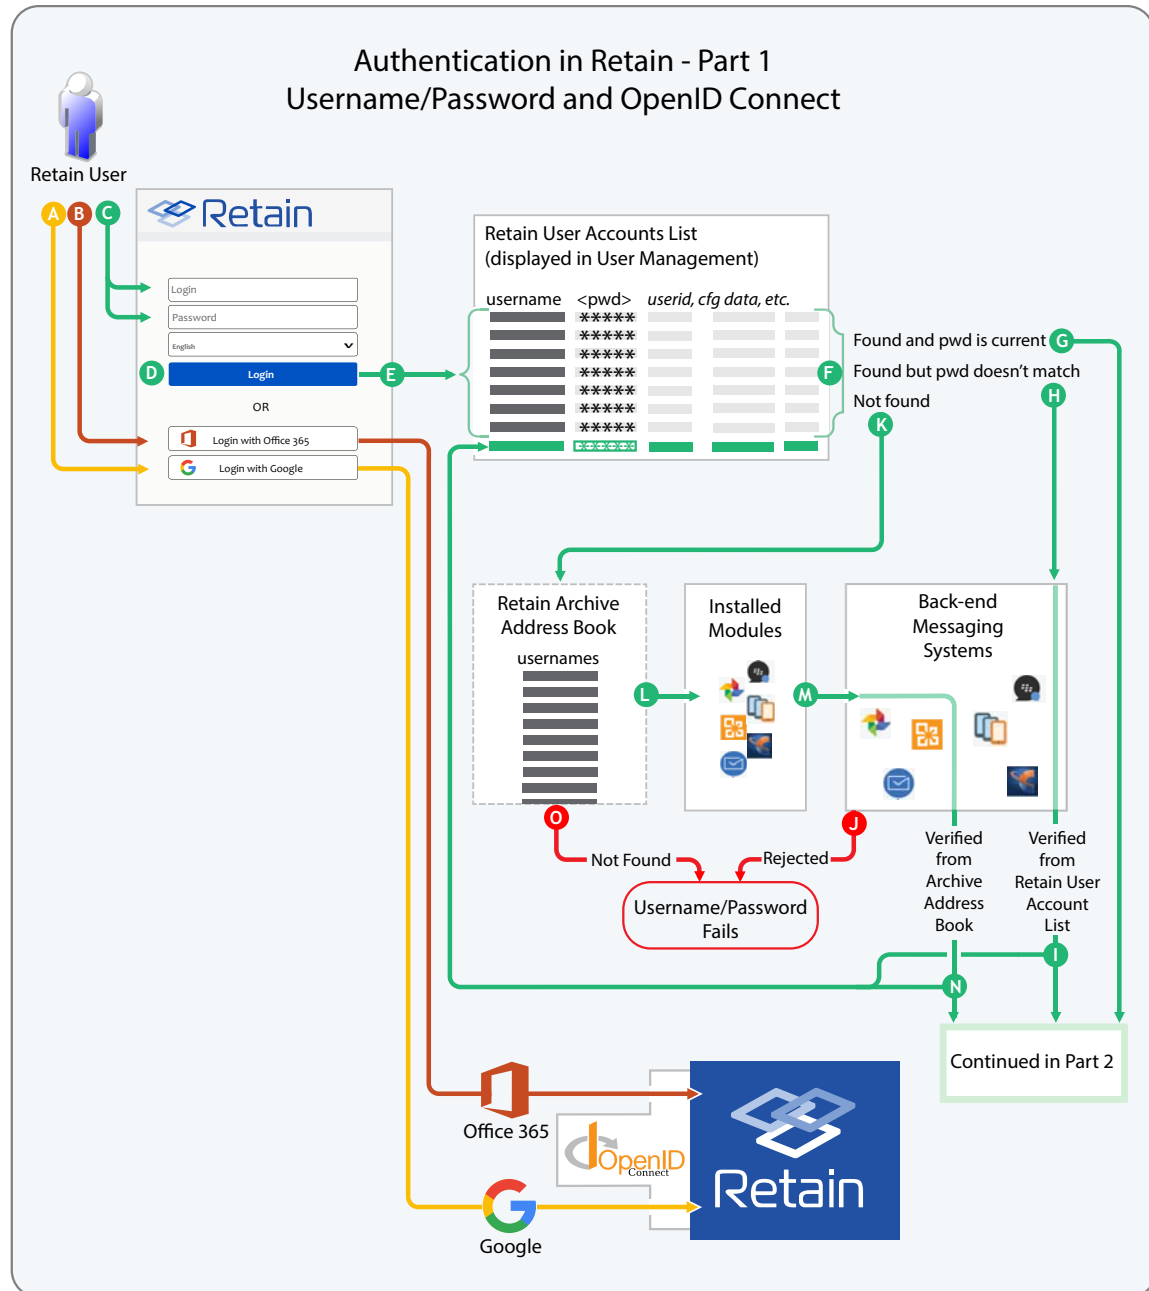 Authentication in Retain - Part 1
Username/Password and OpenID Connect
Retain User
A
B
C
Retain
Login
Password
English
D
Login
E
OR
Login with Office 365
Login with Google
Retain User Accounts List
(displayed in User Management)
username <pwd> userid, cfg data, etc.
*****
*****
*****
*****
*****
*****
*****
*****
F
Found and pwd is current
G
Found but pwd doesn't match
H
Not found
K
Retain Archive
Address Book
usernames
L
Installed
Modules
M
Back-end
Messaging
Systems
O
Not Found
J
Rejected
Username/Password
Fails
Verified
from
Archive
Address
Book
Verified
from
Retain User
Account
List
I
N
Continued in Part 2
Office 365
OpenID
Connect
Retain
Google